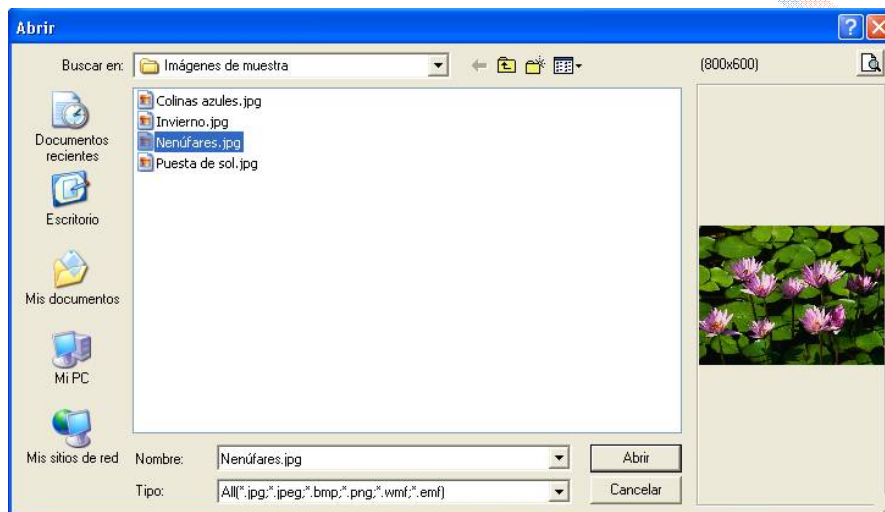 Abrir
Buscar en: Imágenes de muestra (800x600)
Colinas azules.jpg
Invierno.jpg
Nenúfares.jpg
Puesta de sol.jpg
Documentos
recientes
Escritorio
Mis documentos
Mi PC
Mis sitios de red
Nombre: Nenúfares.jpg Abrir
Tipo: All(*.jpg;*.jpeg;*.bmp;*.png;*.wmf;*.emf) Cancelar